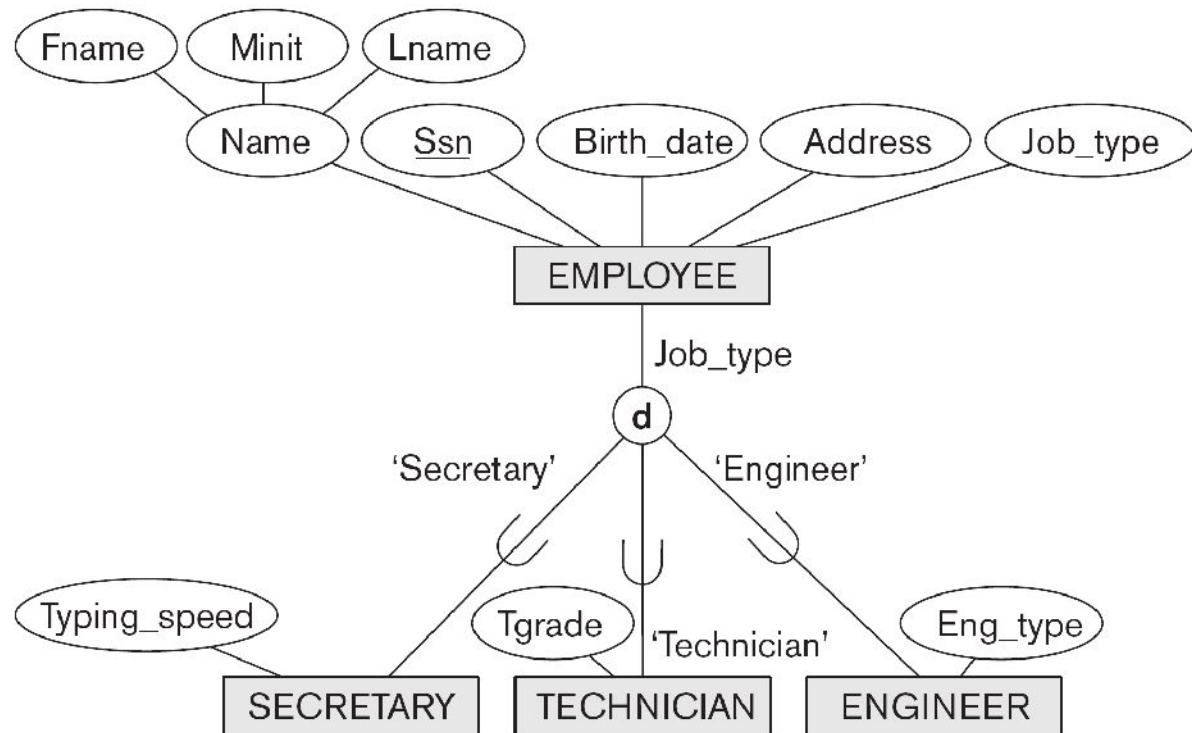 Fname Minit Lname
Name Ssn Birth_date Address Job_type
EMPLOYEE
Job_type
d
‘Secretary’ ‘Engineer’
Typing_speed Tgrade Eng_type
‘Technician’
SECRETARY TECHNICIAN ENGINEER